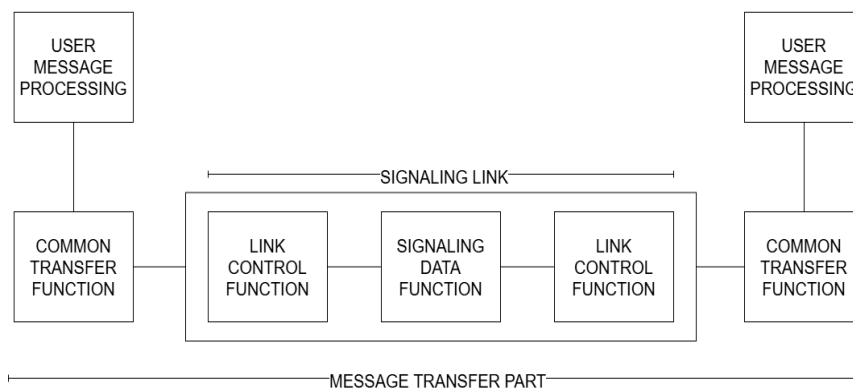 USER
MESSAGE
PROCESSING
USER
MESSAGE
PROCESSING
SIGNALING LINK
COMMON
TRANSFER
FUNCTION
LINK
CONTROL
FUNCTION
SIGNALING
DATA
FUNCTION
LINK
CONTROL
FUNCTION
COMMON
TRANSFER
FUNCTION
MESSAGE TRANSFER PART